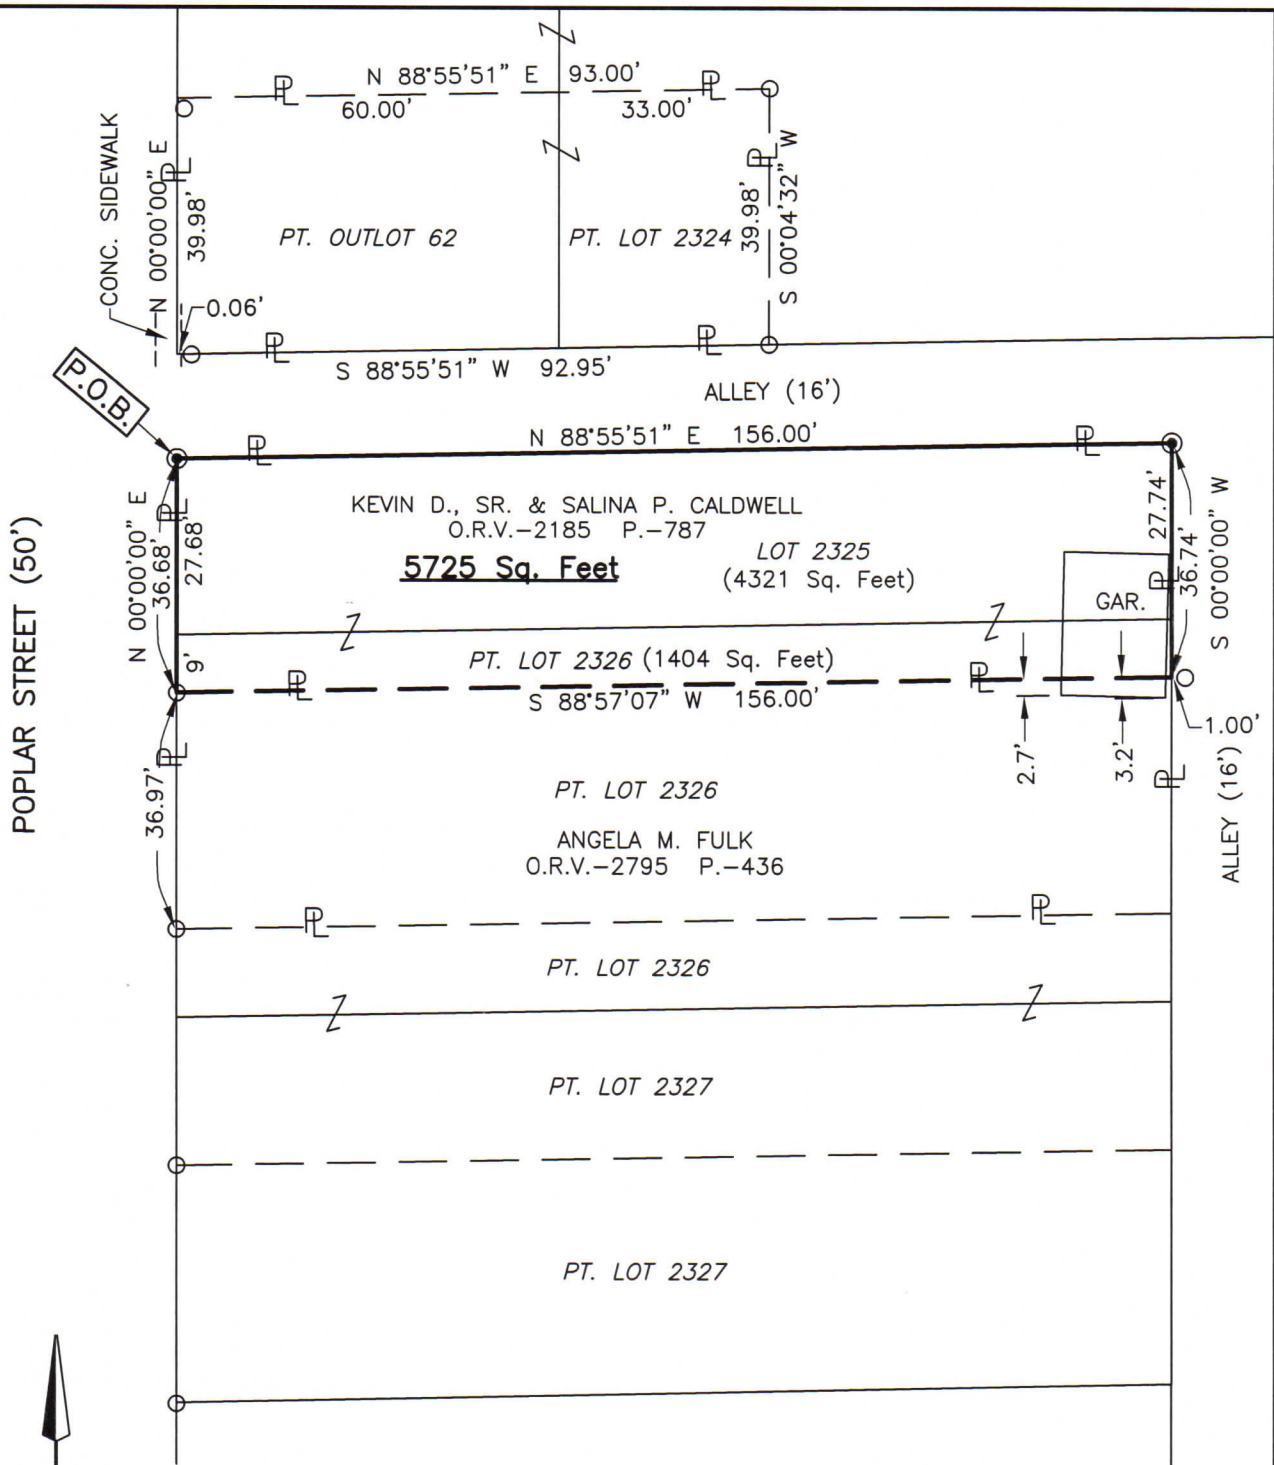 N 88°55'51" E 93.00'
60.00'
33.00'
CONC. SIDEWALK
N 00°00'00" E
39.98'
PT. OUTLOT 62
PT. LOT 2324
39.98'
S 00°04'32" W
0.06'
S 88°55'51" W 92.95'
ALLEY (16')
P.O.B.
N 88°55'51" E 156.00'
POPLAR STREET (50')
N 00°00'00" E
36.68'
27.68'
KEVIN D., SR. & SALINA P. CALDWELL
O.R.V.-2185 P.-787
5725 Sq. Feet
LOT 2325
(4321 Sq. Feet)
GAR.
27.74'
36.74'
S 00°00'00" W
9'
PT. LOT 2326 (1404 Sq. Feet)
S 88°57'07" W 156.00'
2.7'
3.2'
1.00'
ALLEY (16')
36.97'
PT. LOT 2326
ANGELA M. FULK
O.R.V.-2795 P.-436
PT. LOT 2326
PT. LOT 2327
PT. LOT 2327